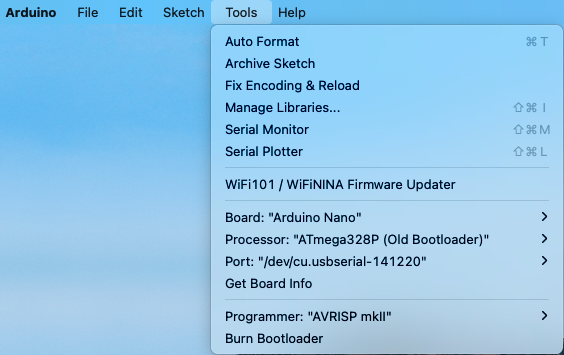 Arduino File Edit Sketch Tools Help
Auto Format ⌘T
Archive Sketch
Fix Encoding & Reload
Manage Libraries... ⇧⌘I
Serial Monitor ⇧⌘M
Serial Plotter ⇧⌘L
WiFi101 / WiFiNINA Firmware Updater
Board: "Arduino Nano"
Processor: "ATmega328P (Old Bootloader)"
Port: "/dev/cu.usbserial-141220"
Get Board Info
Programmer: "AVRISP mkII"
Burn Bootloader